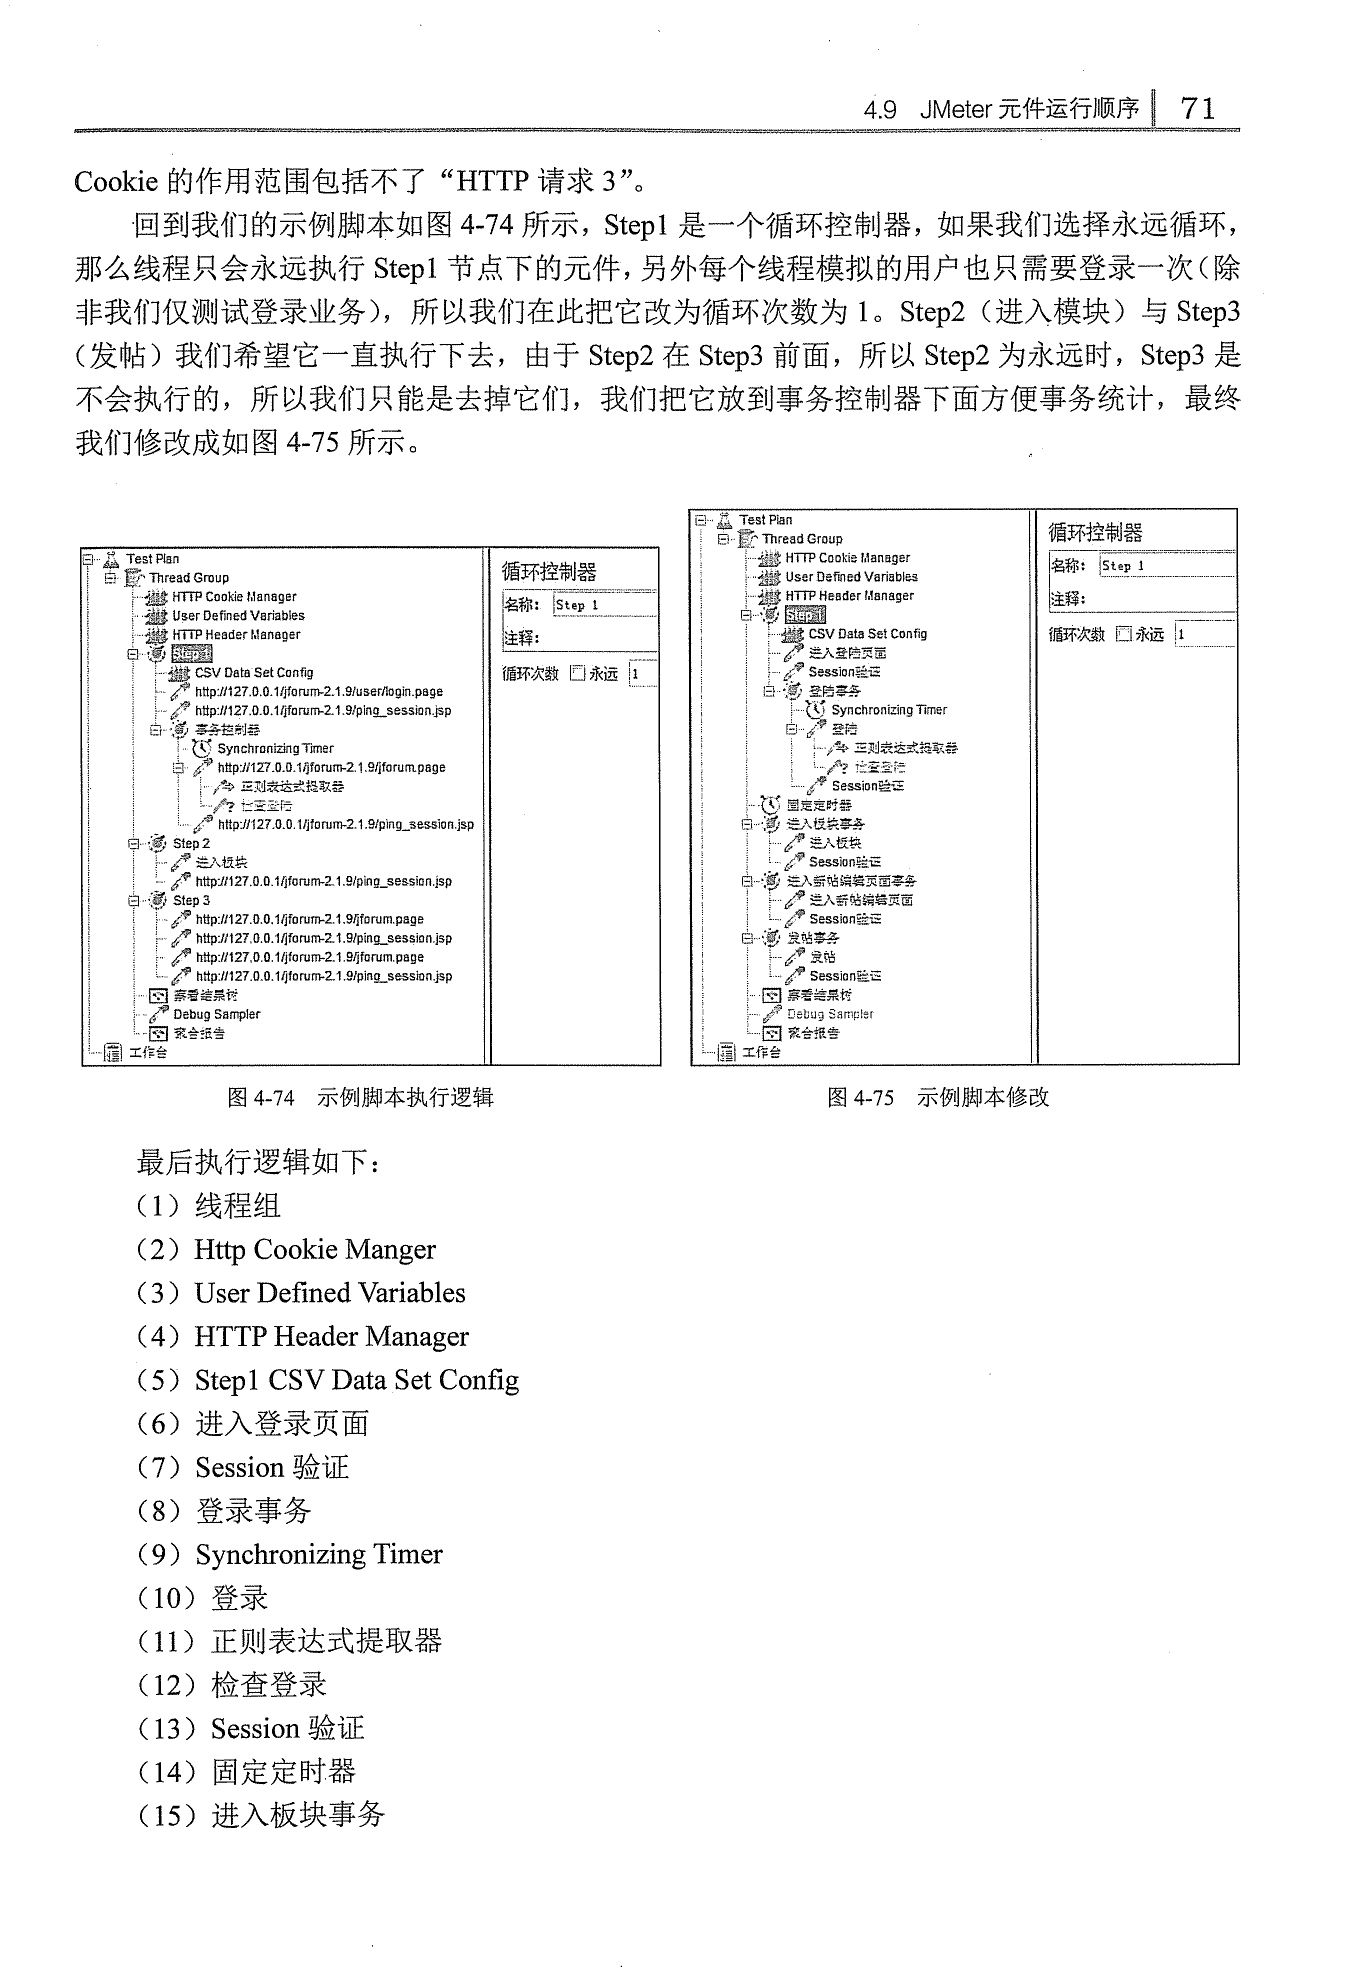 4.9 JMeter 元件运行顺序 71
Cookie 的作用范围包括不了“HTTP 请求 3”。
回到我们的示例脚本如图 4-74 所示，Step1 是一个循环控制器，如果我们选择永远循环，
那么线程只会永远执行 Step1 节点下的元件，另外每个线程模拟的用户也只需要登录一次（除
非我们仅测试登录业务），所以我们在此把它改为循环次数为 1。Step2（进入模块）与 Step3
（发帖）我们希望它一直执行下去，由于 Step2 在 Step3 前面，所以 Step2 为永远时，Step3 是
不会执行的，所以我们只能是去掉它们，我们把它放到事务控制器下面方便事务统计，最终
我们修改成如图 4-75 所示。
Test Plan
Thread Group
HTTP Cookie Manager
User Defined Variables
HTTP Header Manager
Step 1
CSV Data Set Config
http://127.0.0.1/jforum-2.1.9/user/login.page
http://127.0.0.1/jforum-2.1.9/ping_session.jsp
事务控制器
Synchronizing Timer
http://127.0.0.1/jforum-2.1.9/jforum.page
正则表达式提取器
检查登陆
http://127.0.0.1/jforum-2.1.9/ping_session.jsp
Step 2
进入板块
http://127.0.0.1/jforum-2.1.9/ping_session.jsp
Step 3
http://127.0.0.1/jforum-2.1.9/jforum.page
http://127.0.0.1/jforum-2.1.9/ping_session.jsp
http://127.0.0.1/jforum-2.1.9/jforum.page
http://127.0.0.1/jforum-2.1.9/ping_session.jsp
察看结果树
Debug Sampler
聚合报告
工作台
循环控制器
名称： Step 1
注释：
循环次数 永远 1
图 4-74 示例脚本执行逻辑
Test Plan
Thread Group
HTTP Cookie Manager
User Defined Variables
HTTP Header Manager
Step 1
CSV Data Set Config
进入登陆页面
Session验证
登陆事务
Synchronizing Timer
登陆
正则表达式提取器
检查登陆
Session验证
固定定时器
进入板块事务
进入板块
Session验证
进入新帖编辑页面事务
进入新帖编辑页面
Session验证
发帖事务
发帖
Session验证
察看结果树
Debug Sampler
聚合报告
工作台
循环控制器
名称： Step 1
注释：
循环次数 永远 1
图 4-75 示例脚本修改
最后执行逻辑如下：
（1）线程组
（2）Http Cookie Manger
（3）User Defined Variables
（4）HTTP Header Manager
（5）Step1 CSV Data Set Config
（6）进入登录页面
（7）Session 验证
（8）登录事务
（9）Synchronizing Timer
（10）登录
（11）正则表达式提取器
（12）检查登录
（13）Session 验证
（14）固定定时器
（15）进入板块事务